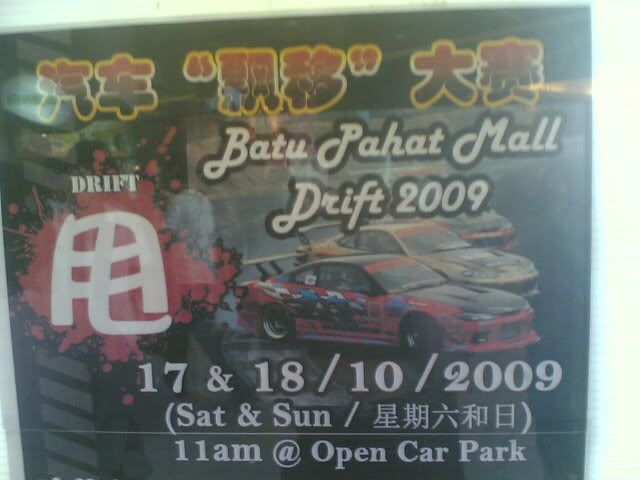 汽车 “飘移” 大赛
Batu Pahat Mall
Drift 2009
DRIFT
甩
17 & 18 / 10 / 2009
(Sat & Sun / 星期六和日)
11am @ Open Car Park